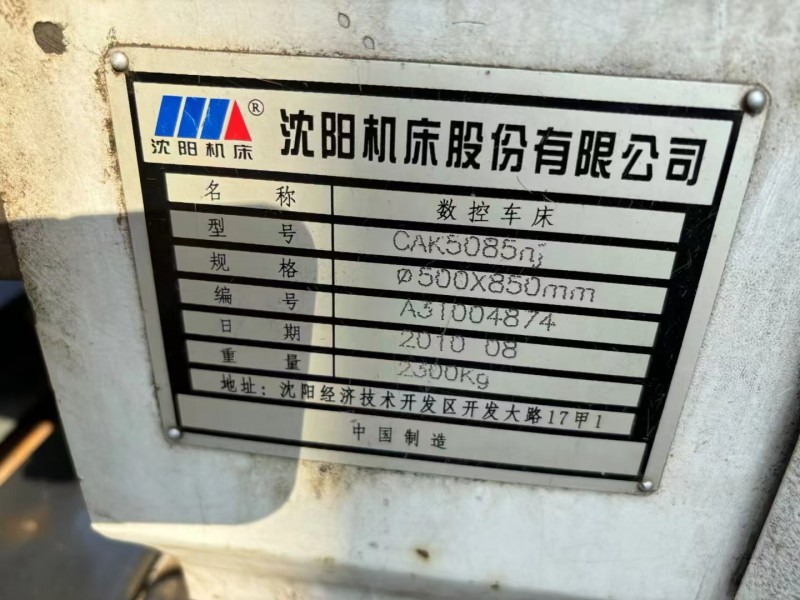 沈阳机床®
沈阳机床股份有限公司
名 称 数控车床
型 号 CAK5085nj
规 格 ø500X850mm
编 号 A31004874
日 期 2010 08
重 量 2300Kg
地址: 沈阳经济技术开发区开发大路17甲1
中国制造